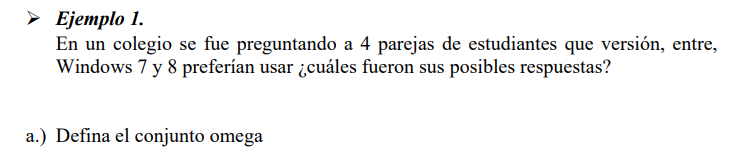 ➢ Ejemplo 1.
En un colegio se fue preguntando a 4 parejas de estudiantes que versión, entre,
Windows 7 y 8 preferían usar ¿cuáles fueron sus posibles respuestas?
a.) Defina el conjunto omega